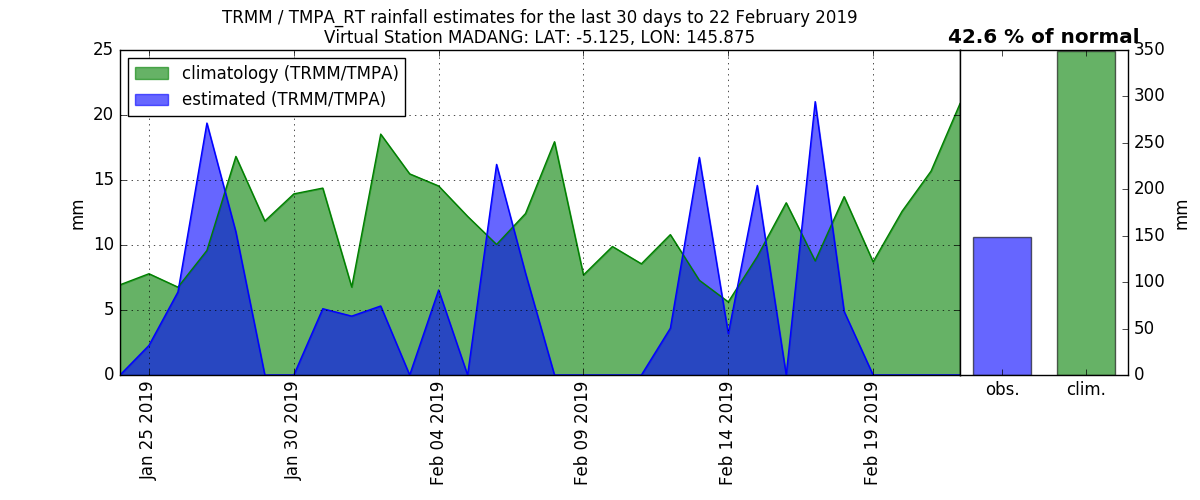 TRMM / TMPA_RT rainfall estimates for the last 30 days to 22 February 2019
Virtual Station MADANG: LAT: -5.125, LON: 145.875
42.6 % of normal
climatology (TRMM/TMPA)
estimated (TRMM/TMPA)
mm
25
20
15
10
5
0
Jan 25 2019
Jan 30 2019
Feb 04 2019
Feb 09 2019
Feb 14 2019
Feb 19 2019
350
300
250
200
150
100
50
0
mm
obs.
clim.